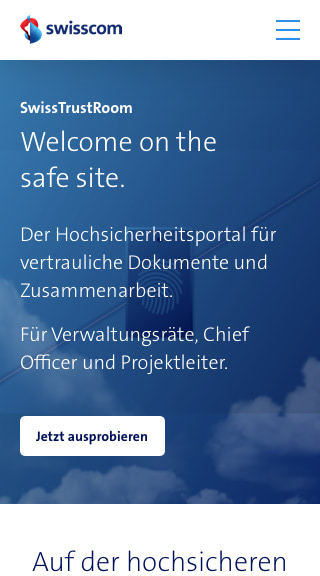 swisscom
SwissTrustRoom
Welcome on the
safe site.
Der Hochsicherheitsportal für
vertrauliche Dokumente und
Zusammenarbeit.
Für Verwaltungsräte, Chief
Officer und Projektleiter.
Jetzt ausprobieren
Auf der hochsicheren